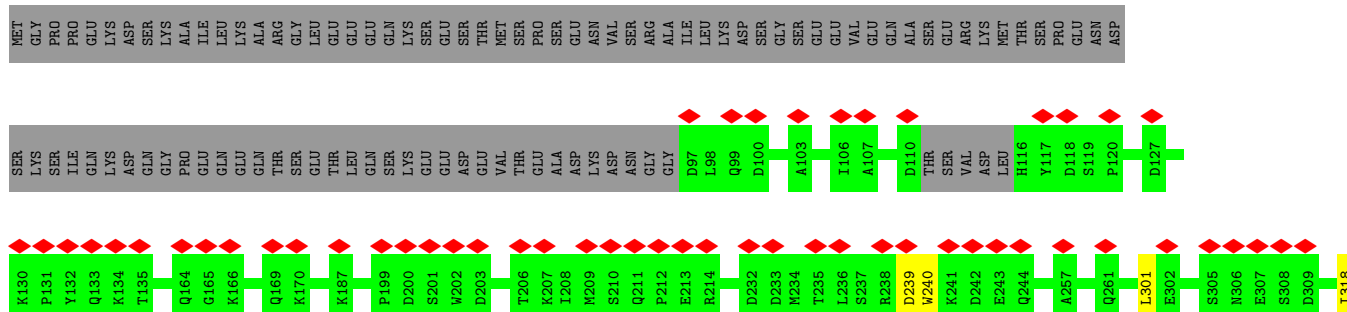 MET GLY PRO PRO GLU LYS ASP SER LYS ALA ILE LEU LYS ALA ARG GLY LEU GLU GLU GLU GLN LYS SER GLU SER THR MET SER PRO SER GLU ASN VAL SER ARG ALA ILE LEU LYS ASP SER GLY SER GLU GLU VAL GLU GLN ALA SER GLU ARG LYS MET THR SER PRO GLU ASN ASP
SER LYS SER ILE GLN LYS ASP GLN GLY PRO GLU GLN GLU GLN THR SER GLU THR LEU GLN SER LYS GLU GLU ASP GLU VAL THR GLU ALA ASP LYS ASP ASN GLY GLY D97 L98 Q99 D100 A103 I106 A107 D110 THR SER VAL ASP LEU H116 Y117 D118 S119 P120 D127
K130 P131 Y132 Q133 K134 T135 Q164 G165 K166 Q169 K170 K187 P199 D200 S201 W202 D203 T206 K207 I208 M209 S210 Q211 P212 E213 R214 D232 D233 M234 T235 L236 S237 R238 D239 W240 K241 D242 E243 Q244 A257 Q261 L301 E302 S305 N306 E307 S308 D309 I318